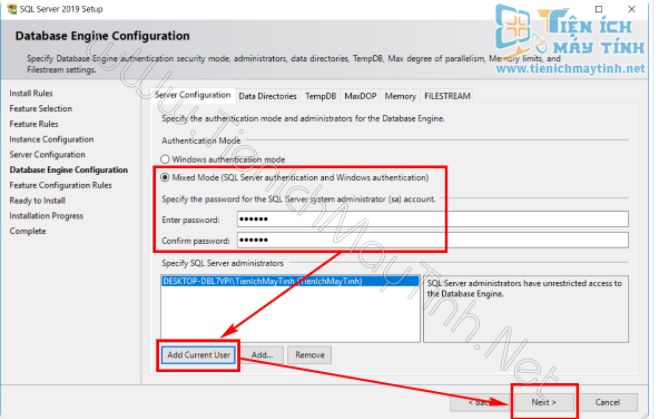 SQL Server 2019 Setup
TIỆN ÍCH
MÁY TÍNH
www.tienichmaytinh.net
Database Engine Configuration
Specify Database Engine authentication security mode, administrators, data directories, TempDB, Max degree of parallelism, Memory limits, and
Filestream settings.
Install Rules
Feature Selection
Feature Rules
Instance Configuration
Server Configuration
Database Engine Configuration
Feature Configuration Rules
Ready to Install
Installation Progress
Complete
Server Configuration Data Directories TempDB MaxDOP Memory FILESTREAM
Specify the authentication mode and administrators for the Database Engine.
Authentication Mode
Windows authentication mode
Mixed Mode (SQL Server authentication and Windows authentication)
Specify the password for the SQL Server system administrator (sa) account.
Enter password: ••••••
Confirm password: ••••••
Specify SQL Server administrators
DESKTOP-DBL7VPI\TienIchMayTinh (TienIchMayTinh)
SQL Server administrators have unrestricted access to
the Database Engine.
Add Current User Add... Remove
< Back Next > Cancel
www.TienIchMayTinh.Net